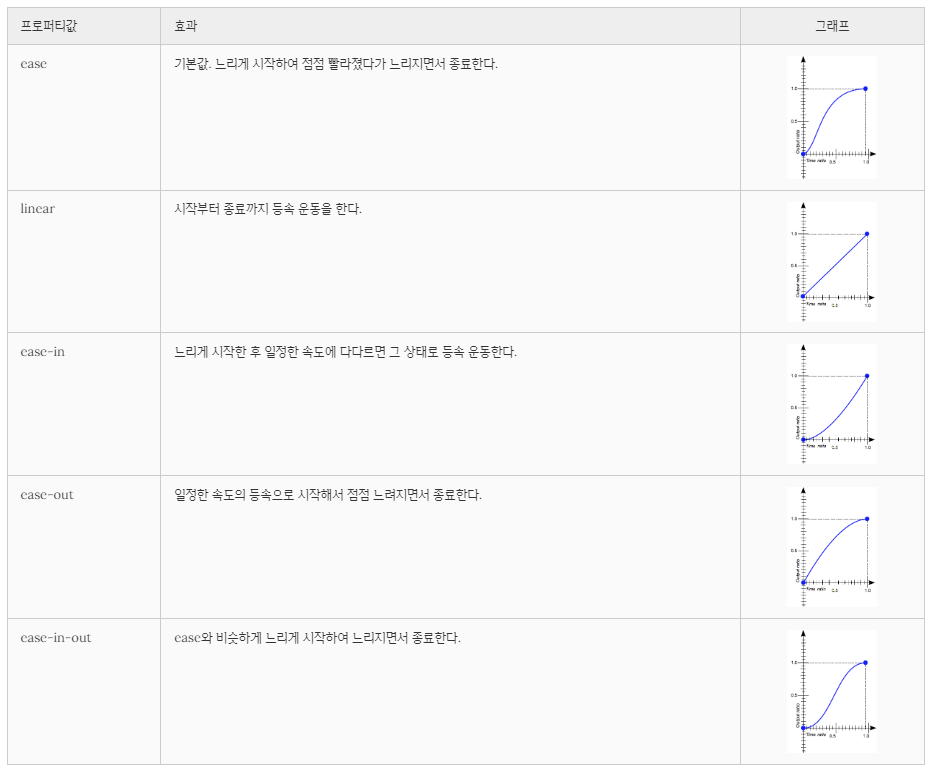 프로퍼티값 효과 그래프
ease 기본값. 느리게 시작하여 점점 빨라졌다가 느리지면서 종료한다.
1.0
0.5
Output ratio
Time ratio 0.5 1.0
linear 시작부터 종료까지 등속 운동을 한다.
1.0
0.5
Output ratio
Time ratio 0.5 1.0
ease-in 느리게 시작한 후 일정한 속도에 다다르면 그 상태로 등속 운동한다.
1.0
0.5
Output ratio
Time ratio 0.5 1.0
ease-out 일정한 속도의 등속으로 시작해서 점점 느려지면서 종료한다.
1.0
0.5
Output ratio
Time ratio 0.5 1.0
ease-in-out ease와 비슷하게 느리게 시작하여 느리지면서 종료한다.
1.0
0.5
Output ratio
Time ratio 0.5 1.0